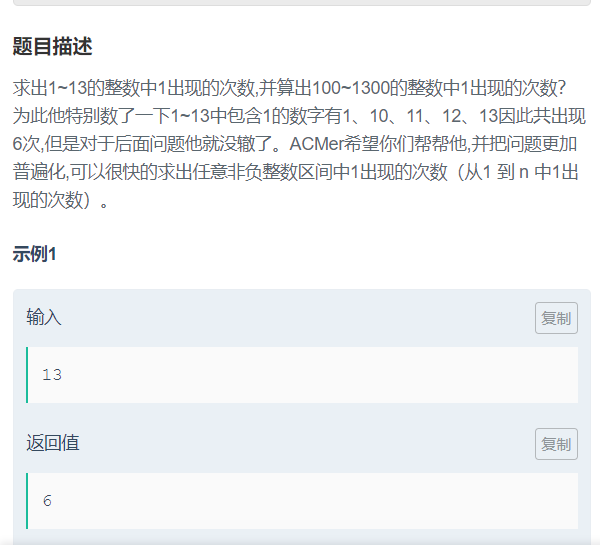 题目描述
求出1~13的整数中1出现的次数,并算出100~1300的整数中1出现的次数?
为此他特别数了一下1~13中包含1的数字有1、10、11、12、13因此共出现
6次,但是对于后面问题他就没辙了。ACMer希望你们帮帮他,并把问题更加
普遍化,可以很快的求出任意非负整数区间中1出现的次数（从1 到 n 中1出
现的次数）。
示例1
输入
复制
13
返回值
复制
6